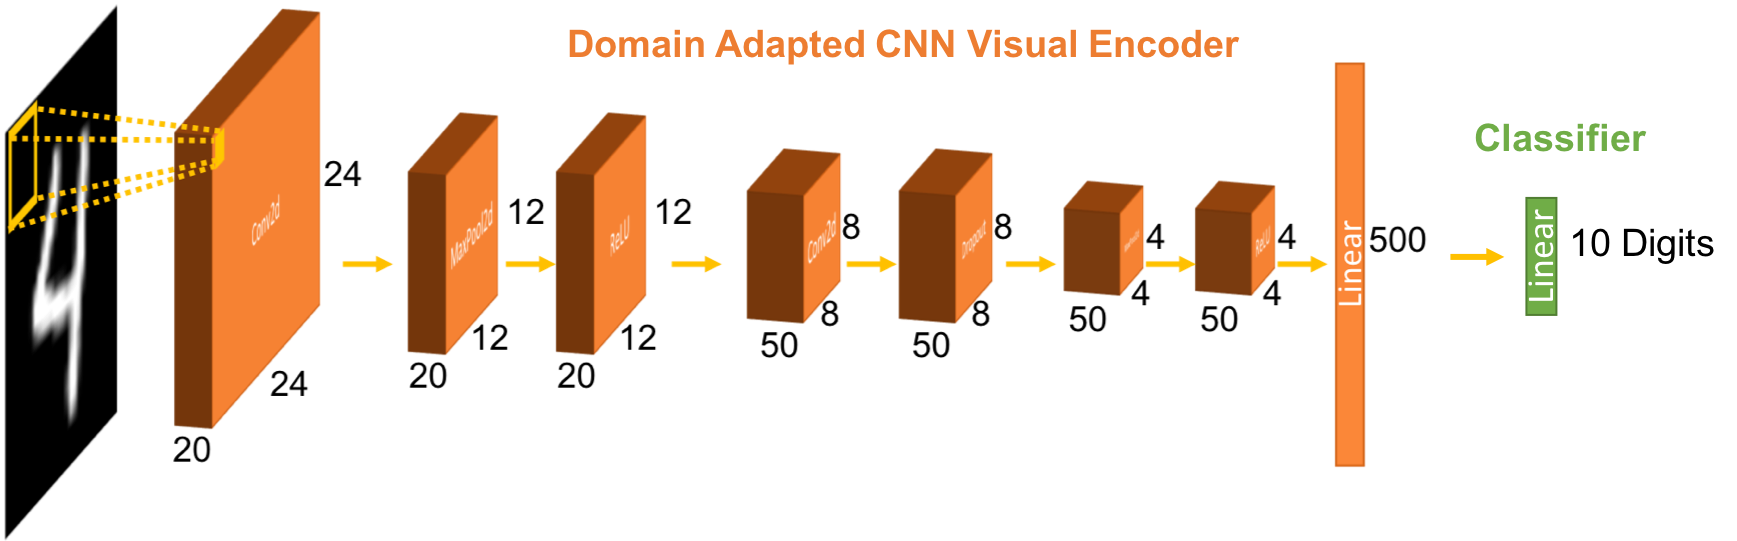 Domain Adapted CNN Visual Encoder
Conv2d
24
24
20
MaxPool2d
12
12
20
ReLU
12
12
20
Conv2d
8
8
50
Dropout
8
8
50
4
4
50
ReLU
4
4
50
Linear
500
Classifier
Linear
10 Digits